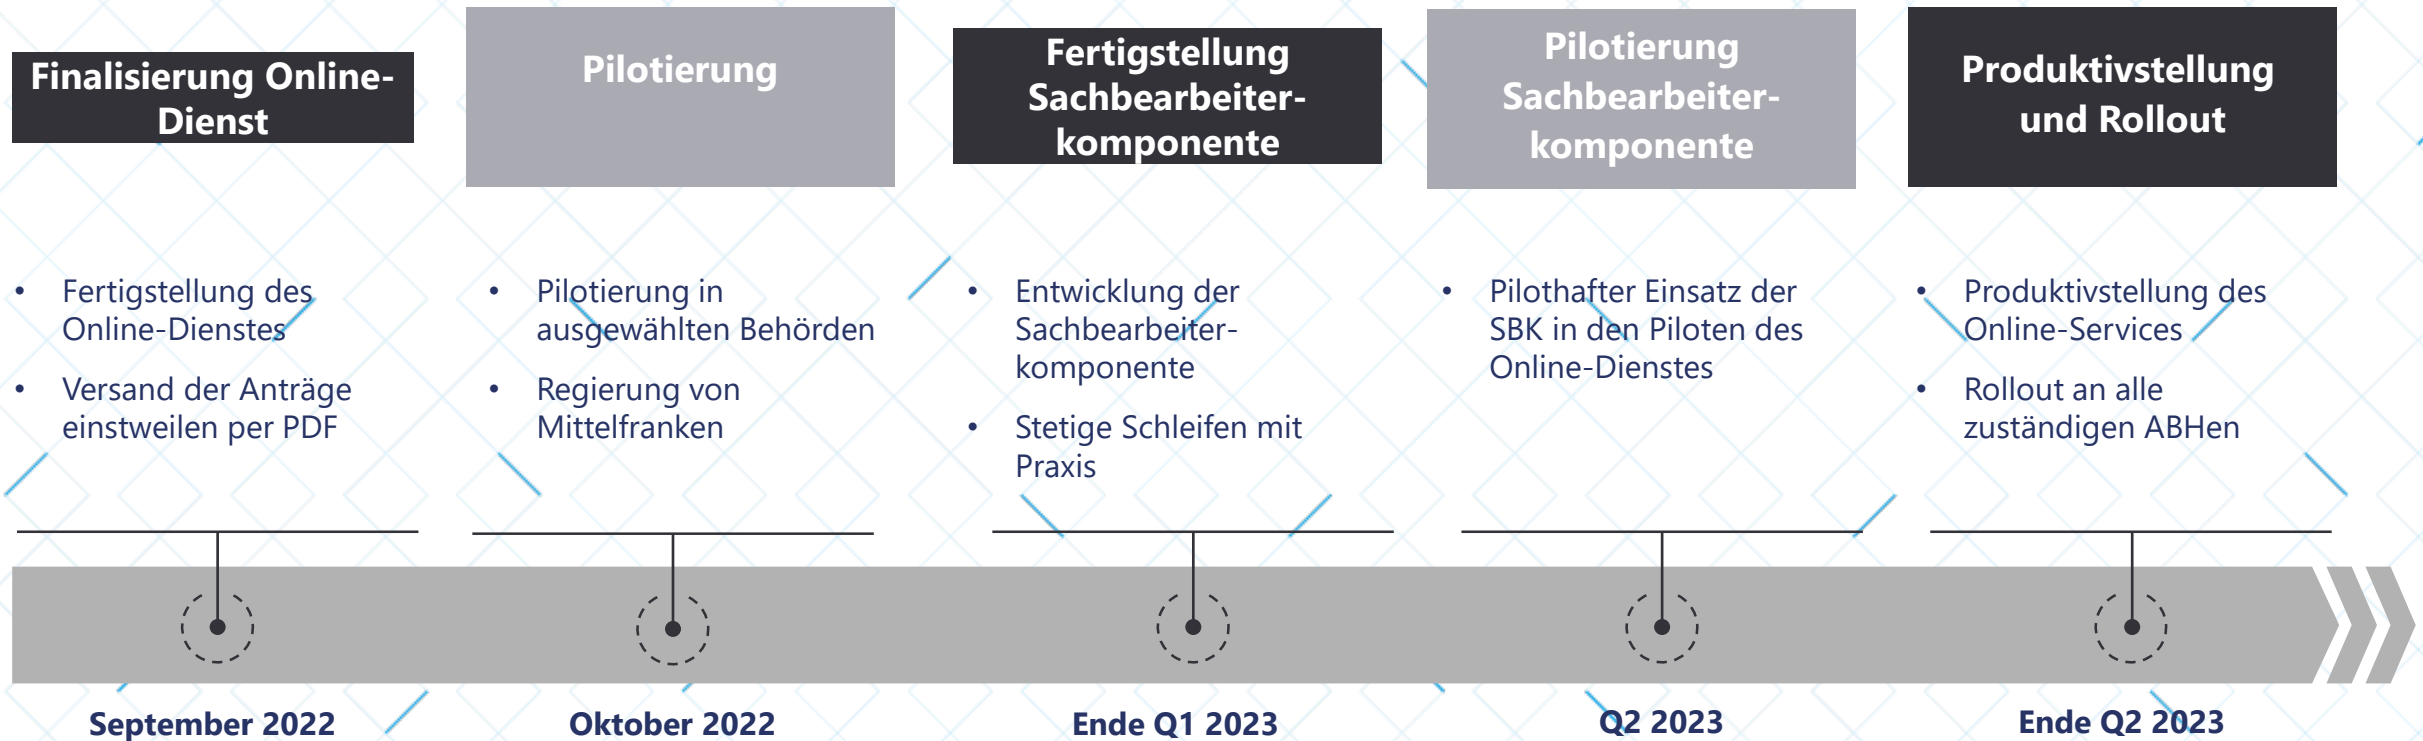 Finalisierung Online-
Dienst
Pilotierung
Fertigstellung
Sachbearbeiter-
komponente
Pilotierung
Sachbearbeiter-
komponente
Produktivstellung
und Rollout
• Fertigstellung des
Online-Dienstes
• Versand der Anträge
einstweilen per PDF
• Pilotierung in
ausgewählten Behörden
• Regierung von
Mittelfranken
• Entwicklung der
Sachbearbeiter-
komponente
• Stetige Schleifen mit
Praxis
• Pilothafter Einsatz der
SBK in den Piloten des
Online-Dienstes
• Produktivstellung des
Online-Services
• Rollout an alle
zuständigen ABHen
September 2022
Oktober 2022
Ende Q1 2023
Q2 2023
Ende Q2 2023